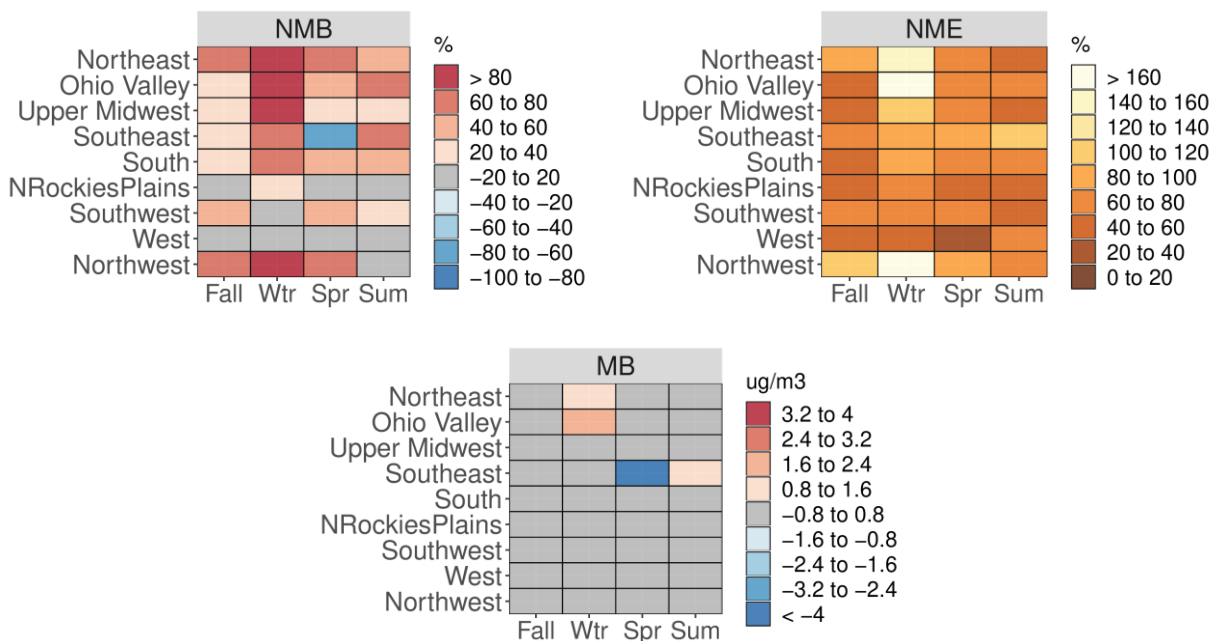 NMB
Northeast
Ohio Valley
Upper Midwest
Southeast
South
NRockiesPlains
Southwest
West
Northwest
Fall Wtr Spr Sum
%
> 80
60 to 80
40 to 60
20 to 40
−20 to 20
−40 to −20
−60 to −40
−80 to −60
−100 to −80
NME
Northeast
Ohio Valley
Upper Midwest
Southeast
South
NRockiesPlains
Southwest
West
Northwest
Fall Wtr Spr Sum
%
> 160
140 to 160
120 to 140
100 to 120
80 to 100
60 to 80
40 to 60
20 to 40
0 to 20
MB
Northeast
Ohio Valley
Upper Midwest
Southeast
South
NRockiesPlains
Southwest
West
Northwest
Fall Wtr Spr Sum
ug/m3
3.2 to 4
2.4 to 3.2
1.6 to 2.4
0.8 to 1.6
−0.8 to 0.8
−1.6 to −0.8
−2.4 to −1.6
−3.2 to −2.4
< −4